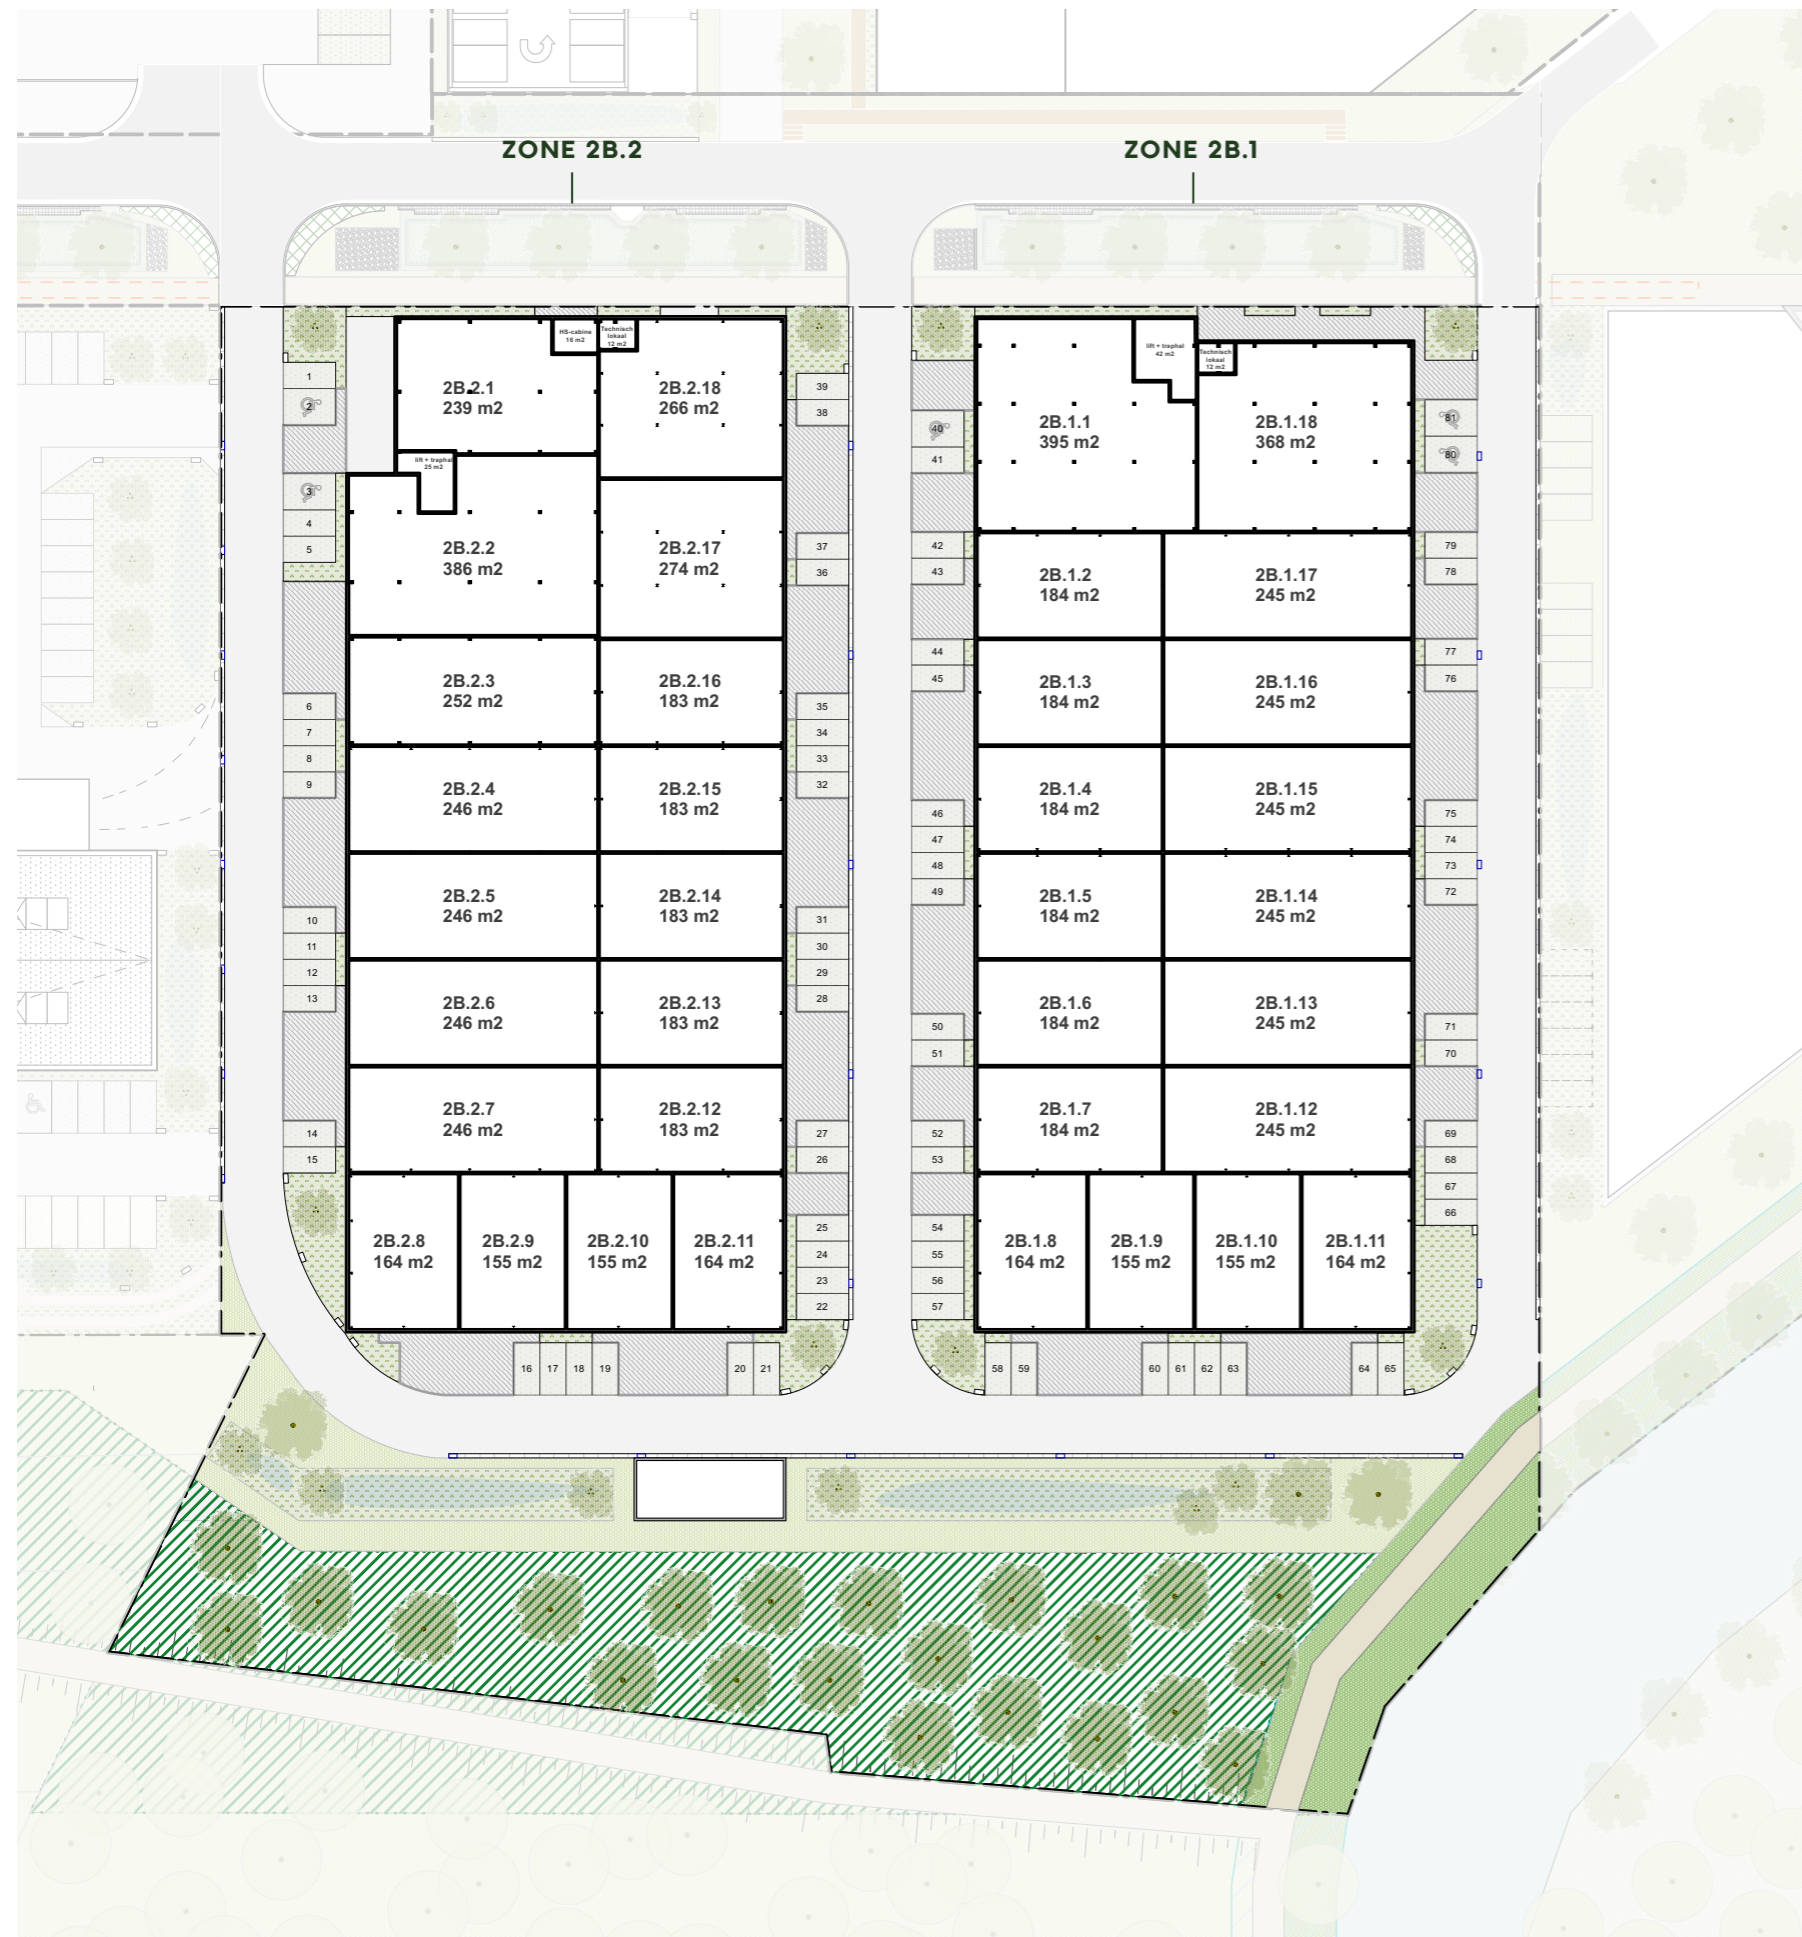 ZONE 2B.2
ZONE 2B.1
HS-cabine
16 m2
Technisch
lokaal
12 m2
2B.2.1
239 m2
2B.2.18
266 m2
lift + traphal
25 m2
2B.2.2
386 m2
2B.2.17
274 m2
2B.2.3
252 m2
2B.2.16
183 m2
2B.2.4
246 m2
2B.2.15
183 m2
2B.2.5
246 m2
2B.2.14
183 m2
2B.2.6
246 m2
2B.2.13
183 m2
2B.2.7
246 m2
2B.2.12
183 m2
2B.2.8
164 m2
2B.2.9
155 m2
2B.2.10
155 m2
2B.2.11
164 m2
lift + traphal
42 m2
Technisch
lokaal
12 m2
2B.1.1
395 m2
2B.1.18
368 m2
2B.1.2
184 m2
2B.1.17
245 m2
2B.1.3
184 m2
2B.1.16
245 m2
2B.1.4
184 m2
2B.1.15
245 m2
2B.1.5
184 m2
2B.1.14
245 m2
2B.1.6
184 m2
2B.1.13
245 m2
2B.1.7
184 m2
2B.1.12
245 m2
2B.1.8
164 m2
2B.1.9
155 m2
2B.1.10
155 m2
2B.1.11
164 m2
1
2
3
4
5
6
7
8
9
10
11
12
13
14
15
16
17
18
19
20
21
22
23
24
25
26
27
28
29
30
31
32
33
34
35
36
37
38
39
40
41
42
43
44
45
46
47
48
49
50
51
52
53
54
55
56
57
58
59
60
61
62
63
64
65
66
67
68
69
70
71
72
73
74
75
76
77
78
79
80
81